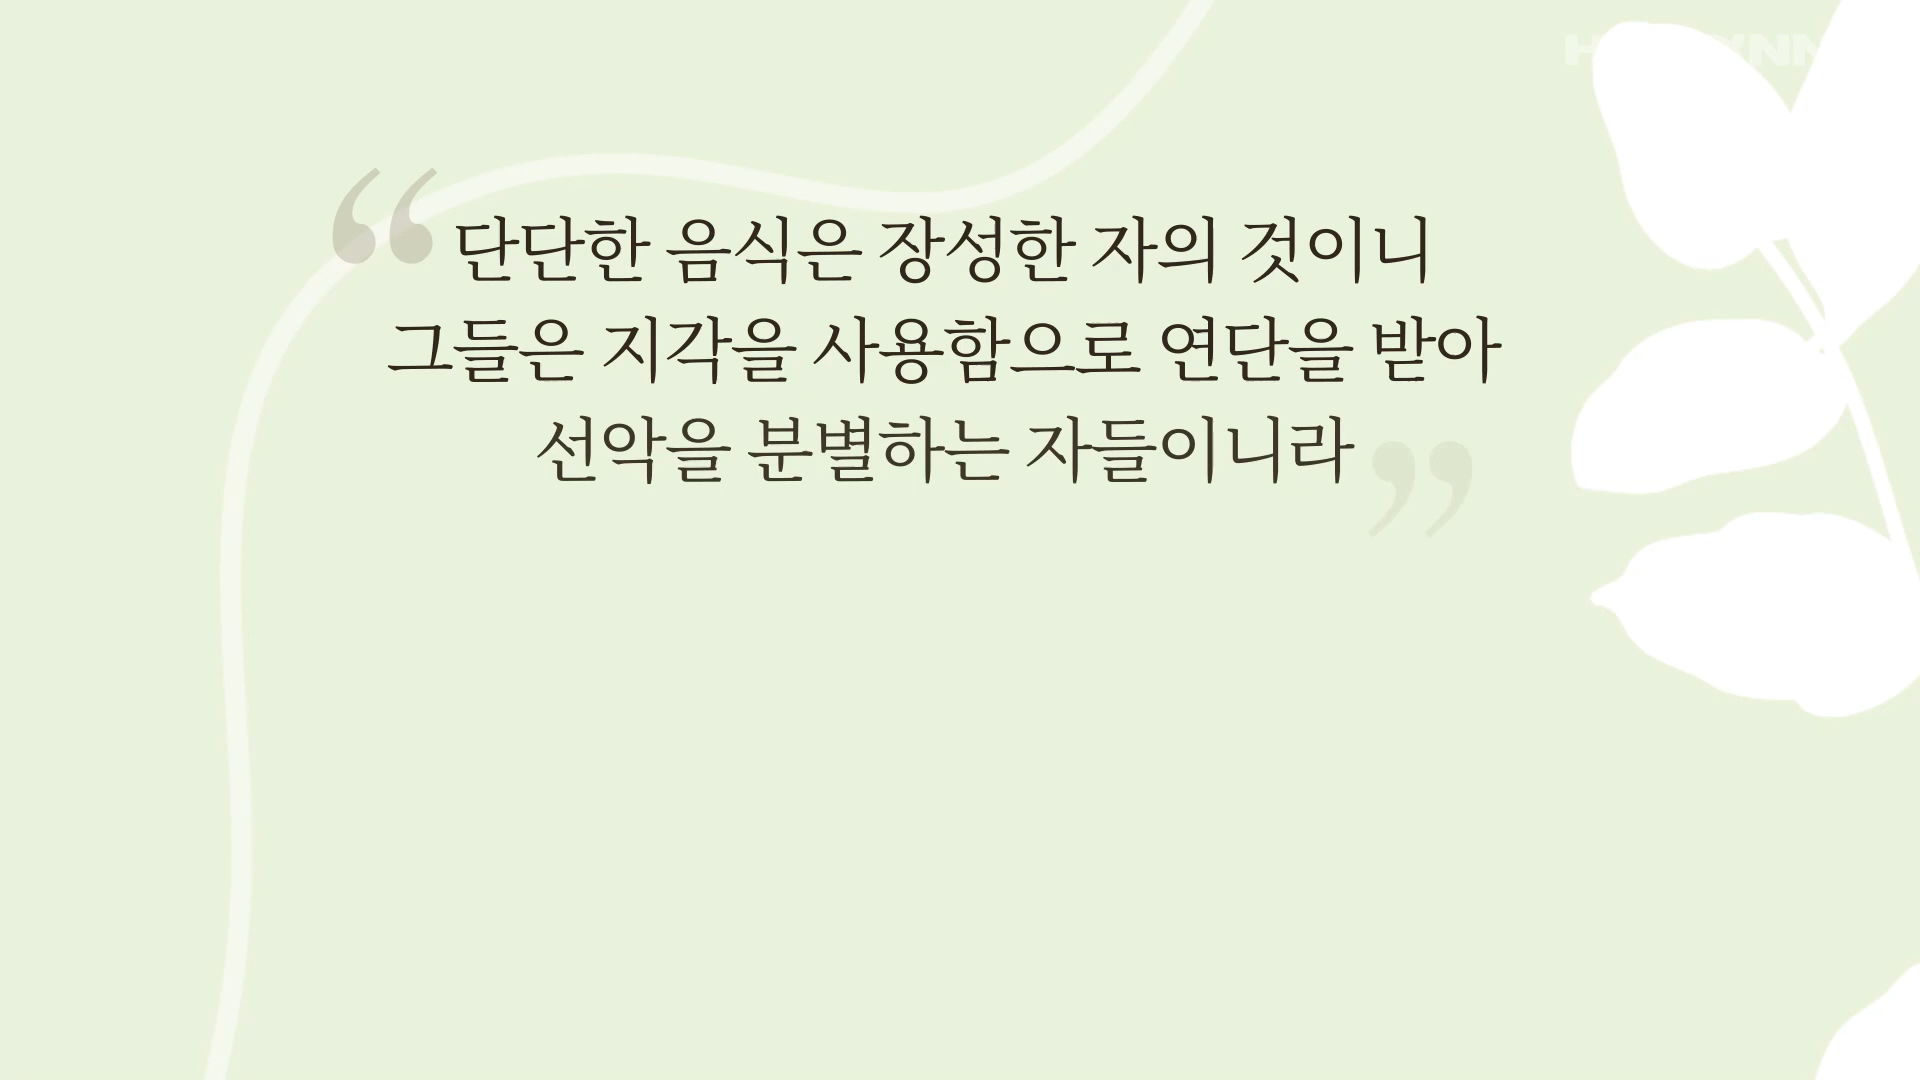 “단단한 음식은 장성한 자의 것이니
그들은 지각을 사용함으로 연단을 받아
선악을 분별하는 자들이니라”